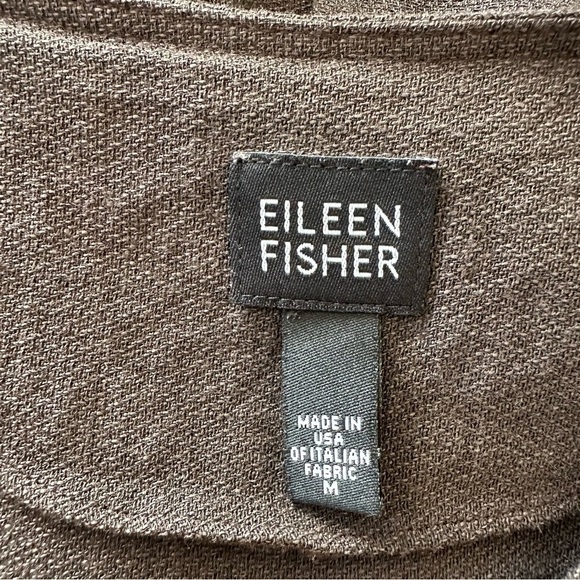 EILEEN
FISHER
MADE IN
USA
OF ITALIAN
FABRIC
M